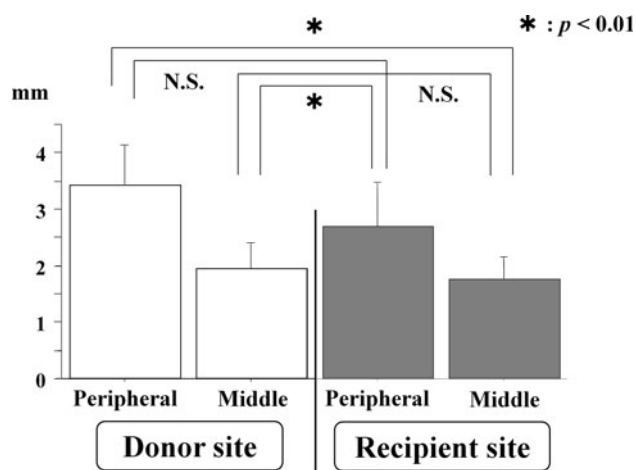 * : p < 0.01
*
N.S.
N.S.
*
mm
4
3
2
1
0
Peripheral Middle Peripheral Middle
Donor site Recipient site